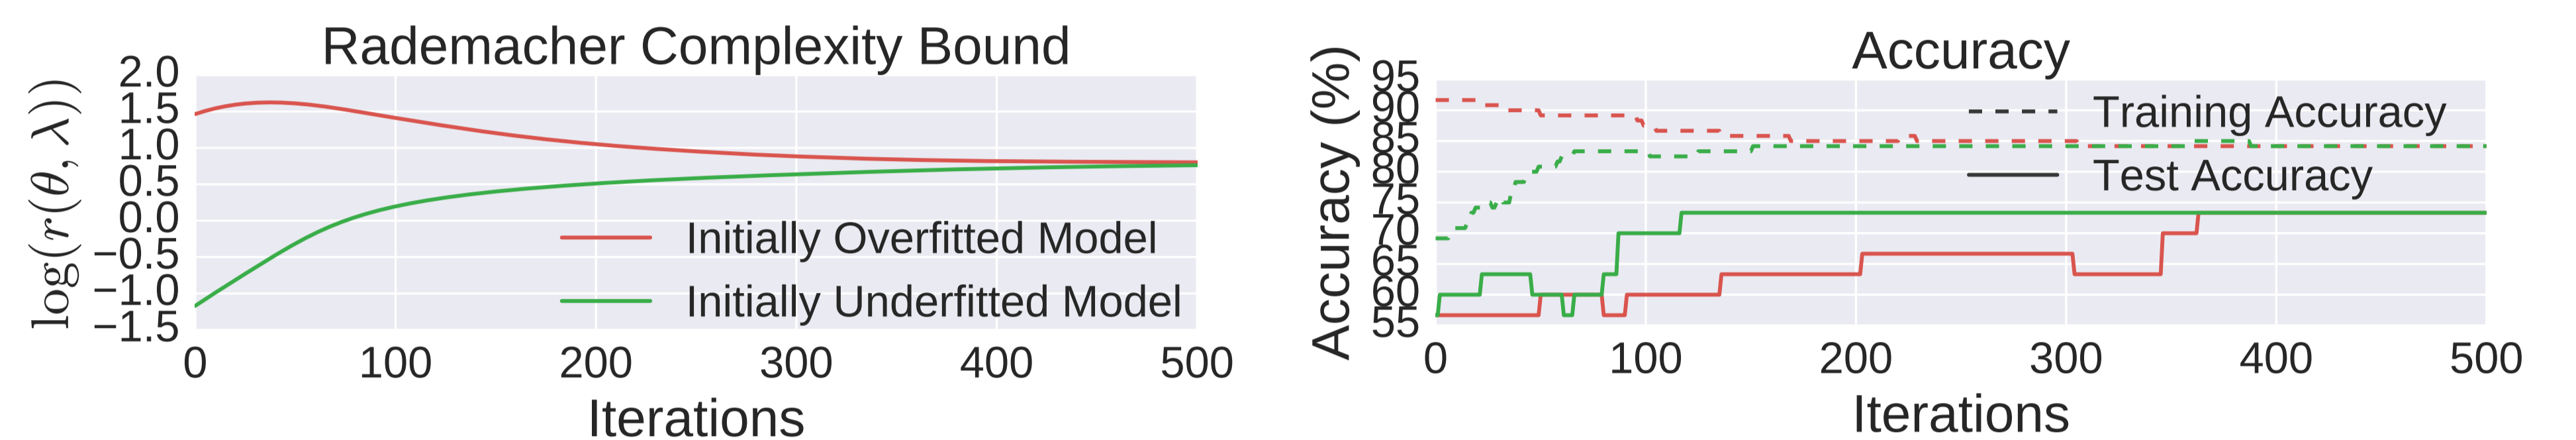 Rademacher Complexity Bound
log(r(θ, λ))
2.0
1.5
1.0
0.5
0.0
−0.5
−1.0
−1.5
Initially Overfitted Model
Initially Underfitted Model
0 100 200 300 400 500
Iterations
Accuracy
Accuracy (%)
95
90
85
80
75
70
65
60
55
Training Accuracy
Test Accuracy
0 100 200 300 400 500
Iterations